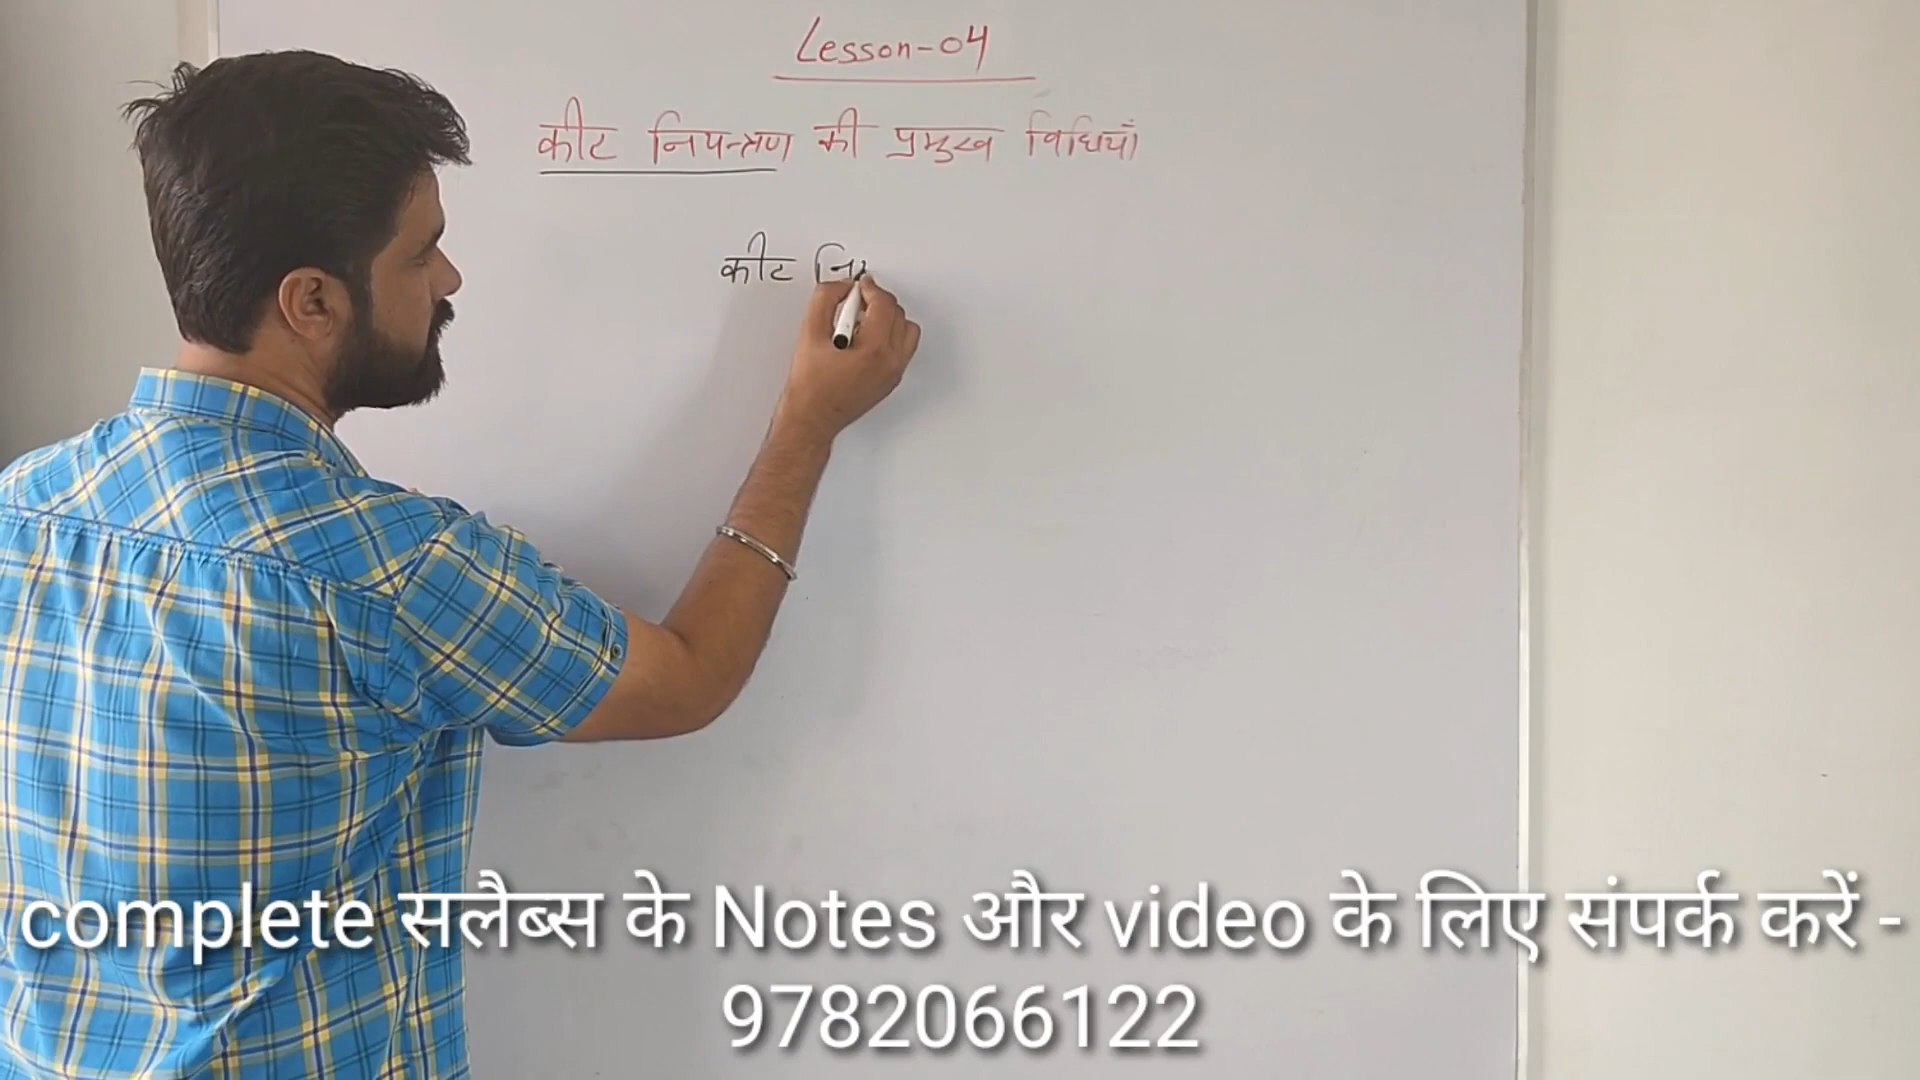 Lesson-04
कीट नियन्त्रण की प्रमुख विधियाँ
कीट नि
complete सलैब्स के Notes और video के लिए संपर्क करें -
9782066122